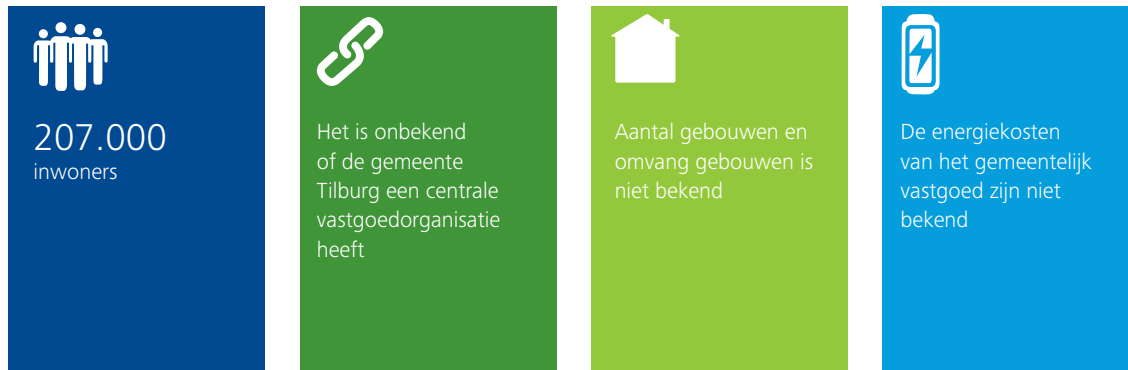 207.000
inwoners
Het is onbekend
of de gemeente
Tilburg een centrale
vastgoedorganisatie
heeft
Aantal gebouwen en
omvang gebouwen is
niet bekend
De energiekosten
van het gemeentelijk
vastgoed zijn niet
bekend